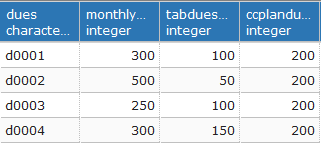 dues monthly... tabdues... ccplandu...
characte... integer integer integer
d0001 300 100 200
d0002 500 50 200
d0003 250 100 200
d0004 300 150 200